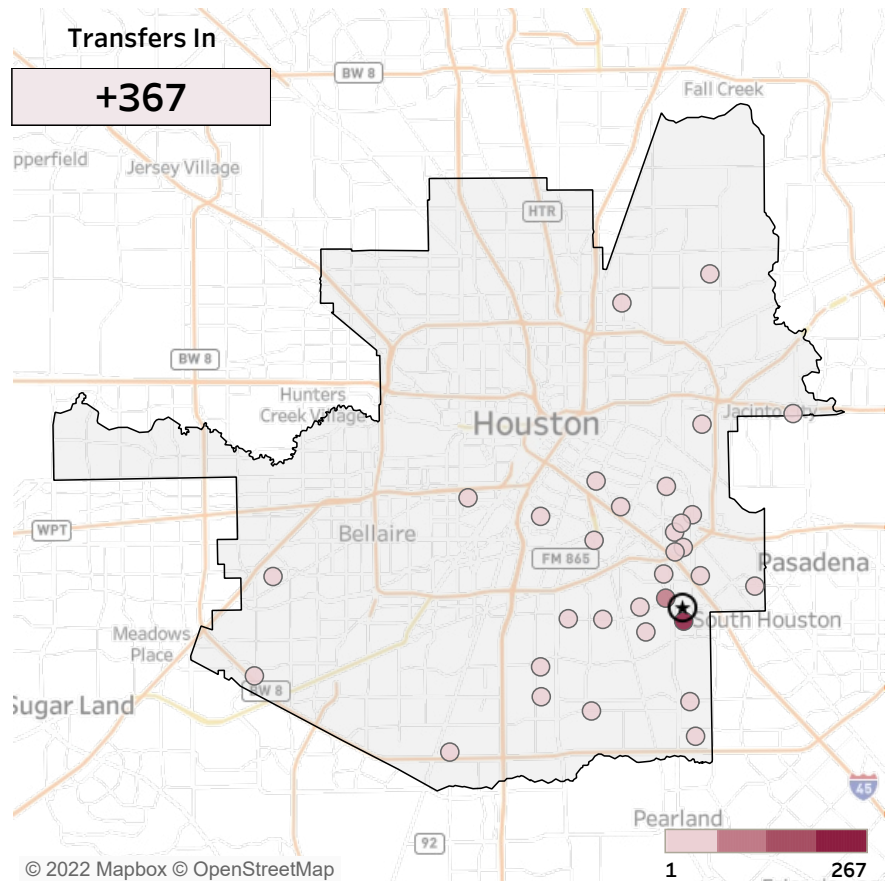 Transfers In
+367
BW 8
Fall Creek
pperfield
Jersey Village
HTR
BW 8
Hunters
Creek Village
Jacinto City
Houston
WPT
Bellaire
FM 865
Pasadena
South Houston
Meadows
Place
BW 8
Sugar Land
45
Pearland
92
1
267
© 2022 Mapbox © OpenStreetMap